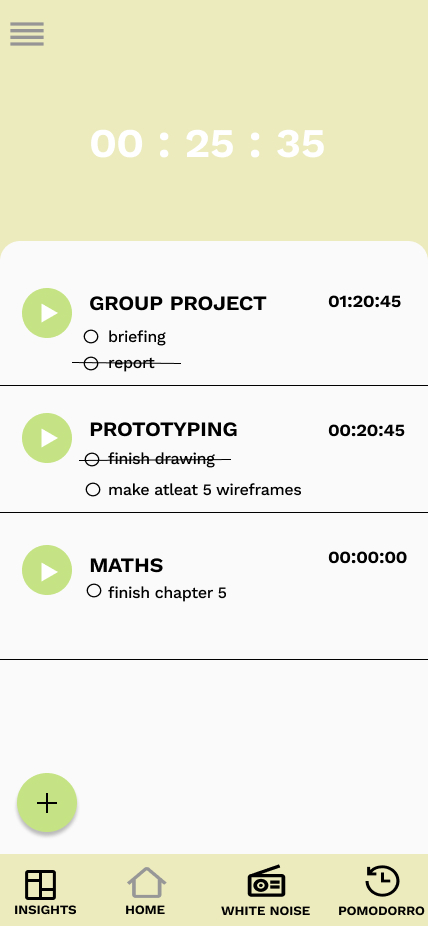 00 : 25 : 35
GROUP PROJECT 01:20:45
briefing
report
PROTOTYPING 00:20:45
finish drawing
make atleat 5 wireframes
MATHS 00:00:00
finish chapter 5
INSIGHTS HOME WHITE NOISE POMODORRO